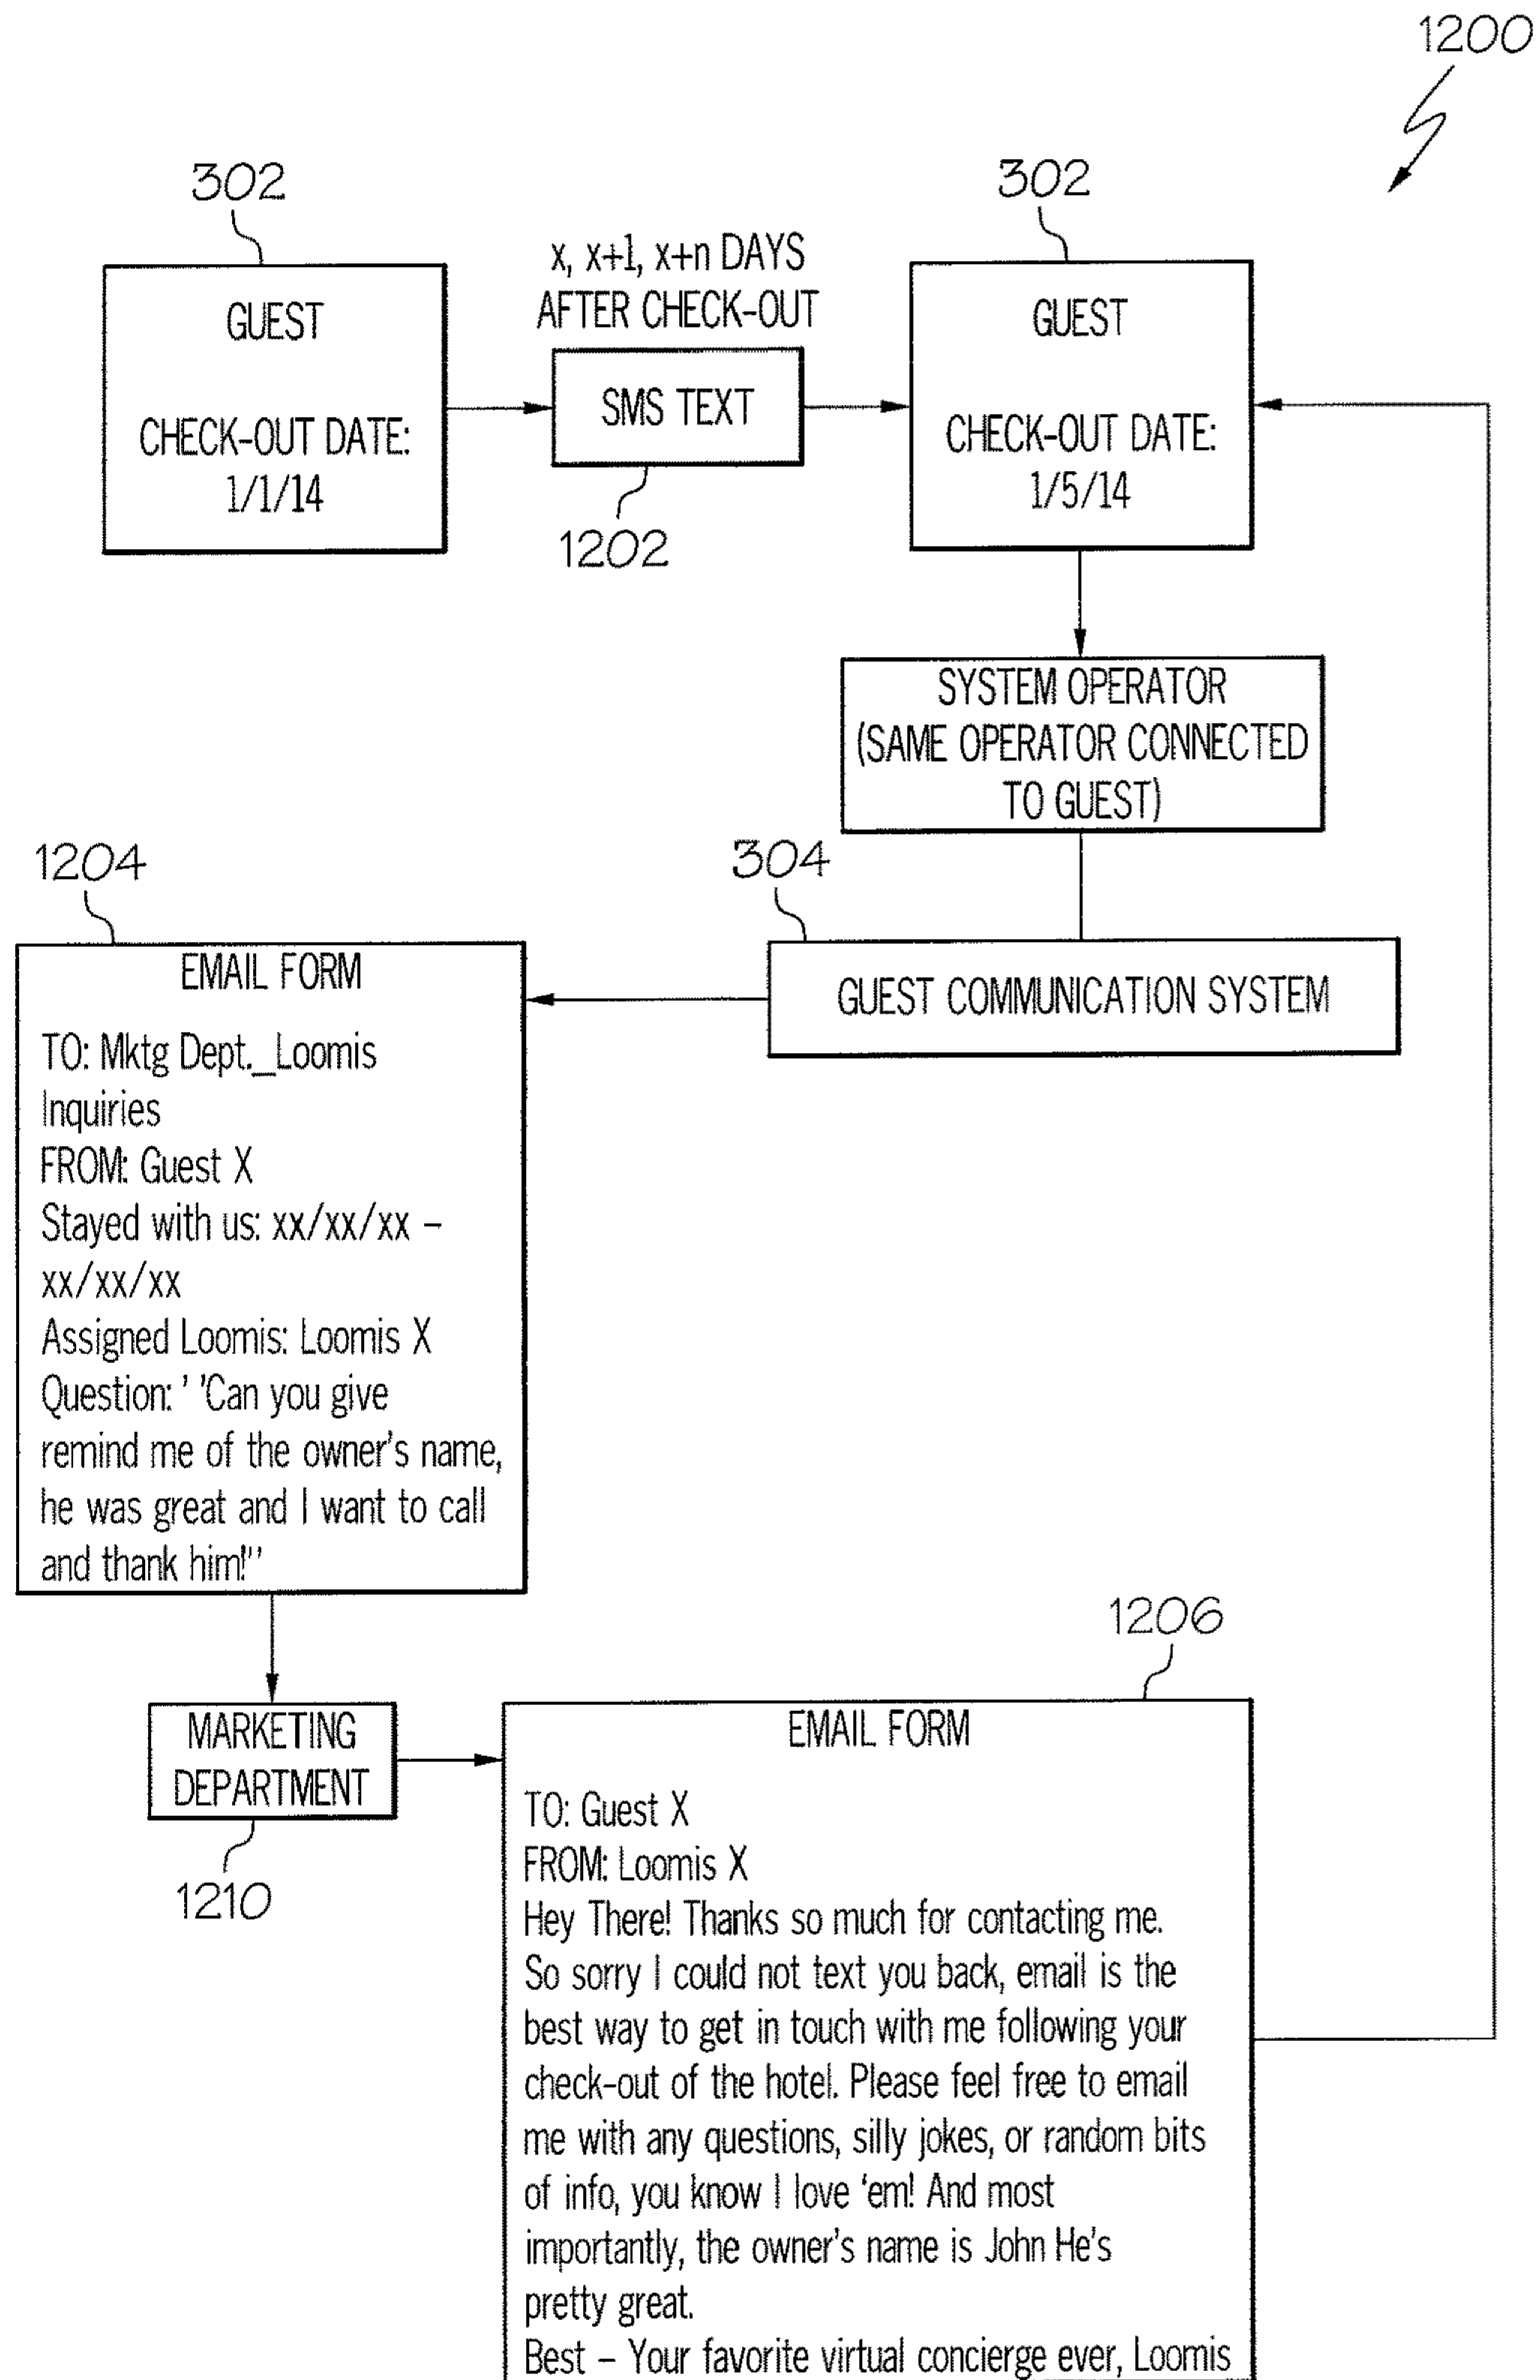 1200
302
GUEST
CHECK-OUT DATE:
1/1/14
x, x+1, x+n DAYS
AFTER CHECK-OUT
SMS TEXT
1202
302
GUEST
CHECK-OUT DATE:
1/5/14
SYSTEM OPERATOR
(SAME OPERATOR CONNECTED
TO GUEST)
304
GUEST COMMUNICATION SYSTEM
1204
EMAIL FORM
TO: Mktg Dept._Loomis
Inquiries
FROM: Guest X
Stayed with us: xx/xx/xx –
xx/xx/xx
Assigned Loomis: Loomis X
Question: ' ''Can you give
remind me of the owner's name,
he was great and I want to call
and thank him!''
MARKETING
DEPARTMENT
1210
1206
EMAIL FORM
TO: Guest X
FROM: Loomis X
Hey There! Thanks so much for contacting me.
So sorry I could not text you back, email is the
best way to get in touch with me following your
check-out of the hotel. Please feel free to email
me with any questions, silly jokes, or random bits
of info, you know I love ‘em! And most
importantly, the owner's name is John He's
pretty great.
Best – Your favorite virtual concierge ever, Loomis